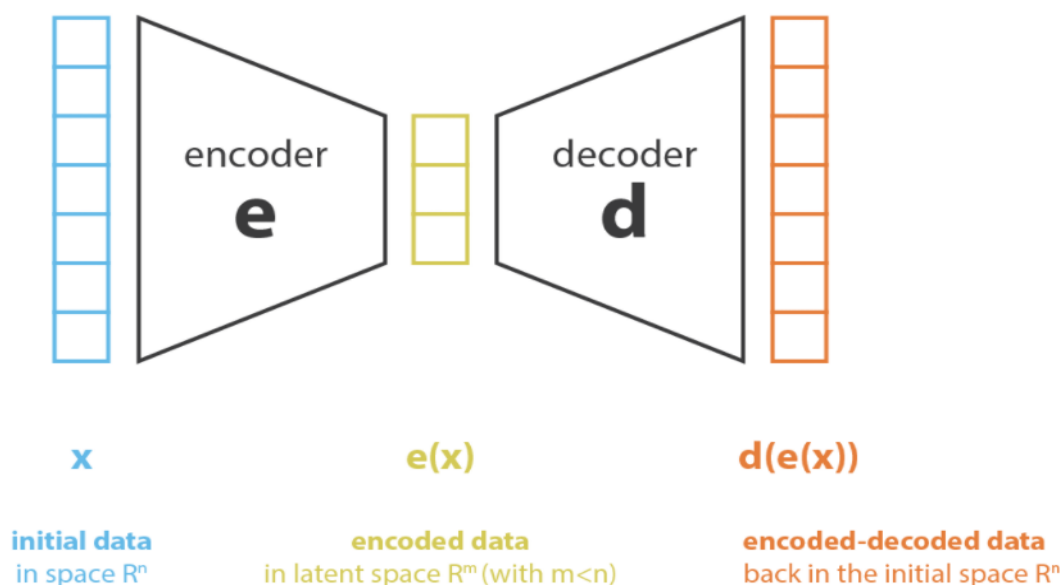 encoder
e
decoder
d
x
e(x)
d(e(x))
initial data
in space Rⁿ
encoded data
in latent space Rᵐ (with m<n)
encoded-decoded data
back in the initial space Rⁿ